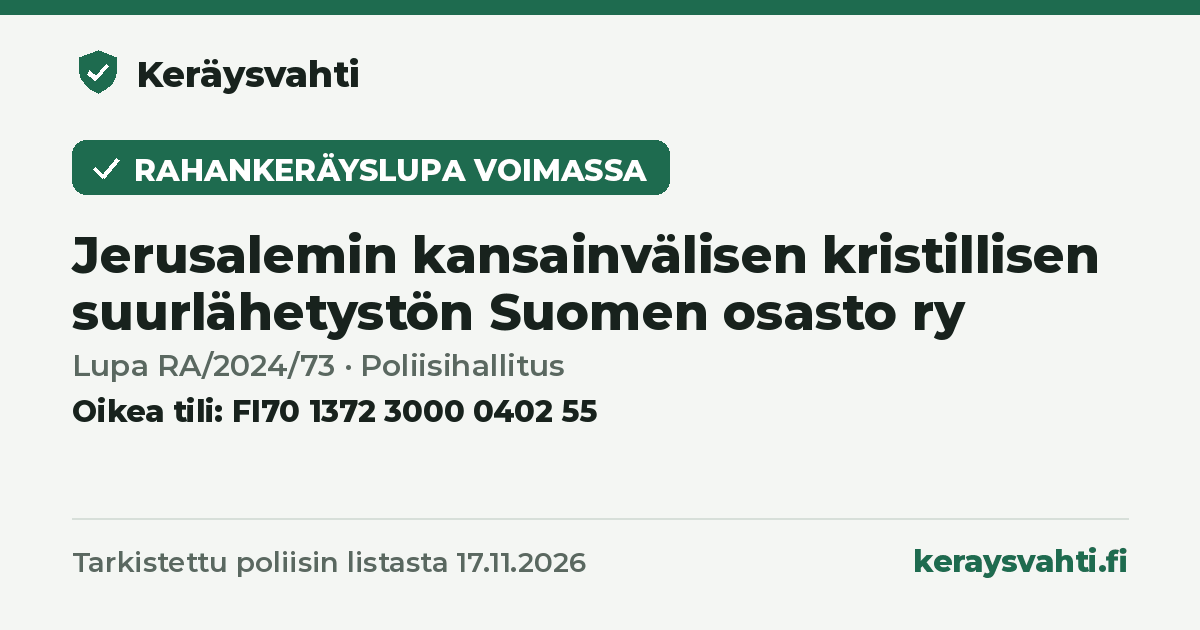 Keräysvahti
RAHANKERÄYSLUPA VOIMASSA
Jerusalemin kansainvälisen kristillisen
suurlähetystön Suomen osasto ry
Lupa RA/2024/73 · Poliisihallitus
Oikea tili: FI70 1372 3000 0402 55
Tarkistettu poliisin listasta 17.11.2026
keraysvahti.fi